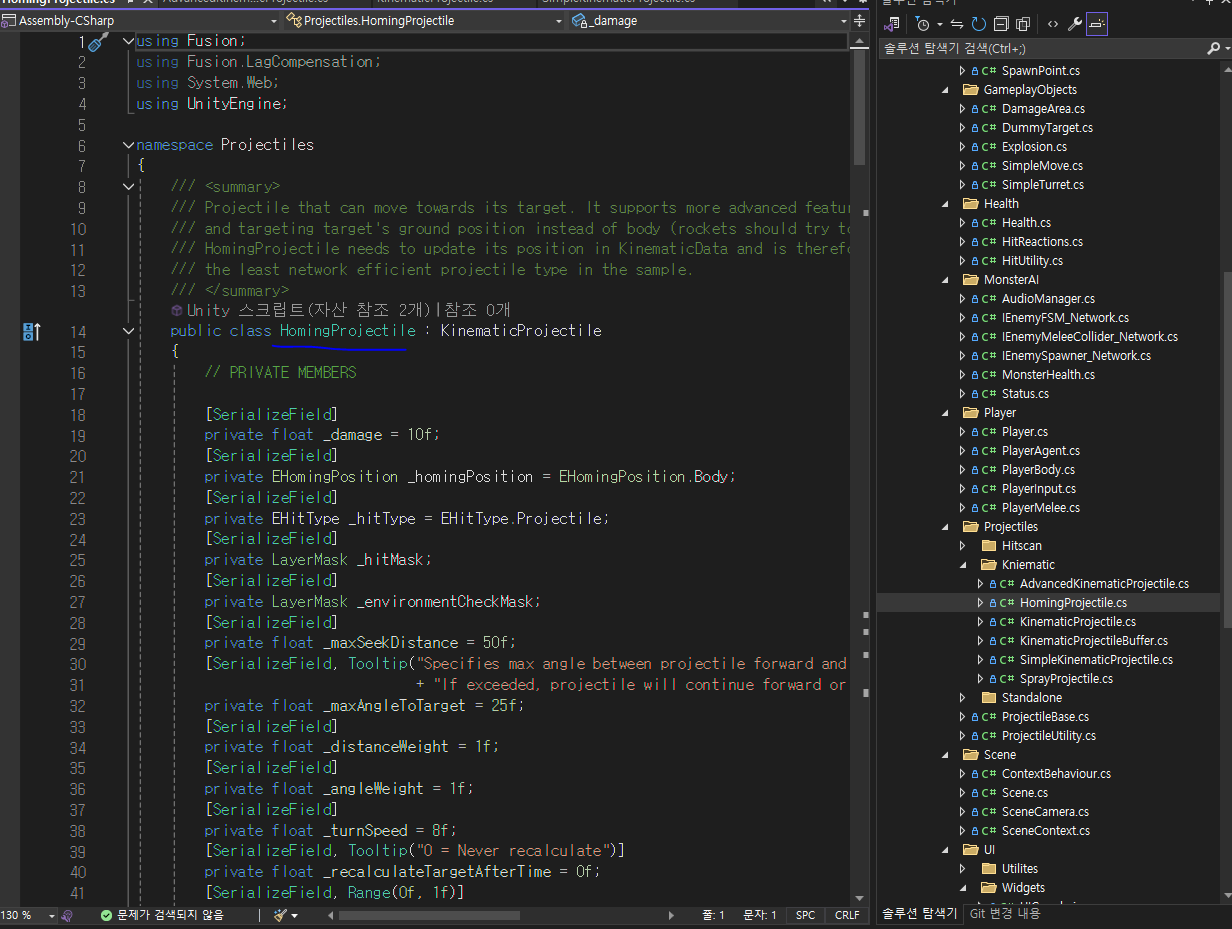 Assembly-CSharp
Projectiles.HomingProjectile
_damage
1 using Fusion;
2 using Fusion.LagCompensation;
3 using System.Web;
4 using UnityEngine;
5
6 namespace Projectiles
7 {
8 /// <summary>
9 /// Projectile that can move towards its target. It supports more advanced featur
10 /// and targeting target's ground position instead of body (rockets should try to
11 /// HomingProjectile needs to update its position in KinematicData and is therefo
12 /// the least network efficient projectile type in the sample.
13 /// </summary>
Unity 스크립트(자산 참조 2개)|참조 0개
14 public class HomingProjectile : KinematicProjectile
15 {
16 // PRIVATE MEMBERS
17
18 [SerializeField]
19 private float _damage = 10f;
20 [SerializeField]
21 private EHomingPosition _homingPosition = EHomingPosition.Body;
22 [SerializeField]
23 private EHitType _hitType = EHitType.Projectile;
24 [SerializeField]
25 private LayerMask _hitMask;
26 [SerializeField]
27 private LayerMask _environmentCheckMask;
28 [SerializeField]
29 private float _maxSeekDistance = 50f;
30 [SerializeField, Tooltip("Specifies max angle between projectile forward and
31 + "If exceeded, projectile will continue forward or
32 private float _maxAngleToTarget = 25f;
33 [SerializeField]
34 private float _distanceWeight = 1f;
35 [SerializeField]
36 private float _angleWeight = 1f;
37 [SerializeField]
38 private float _turnSpeed = 8f;
39 [SerializeField, Tooltip("0 = Never recalculate")]
40 private float _recalculateTargetAfterTime = 0f;
41 [SerializeField, Range(0f, 1f)]
130 %
문제가 검색되지 않음
줄: 1
문자: 1
SPC
CRLF
솔루션 탐색기 검색(Ctrl+;)
C# SpawnPoint.cs
GameplayObjects
C# DamageArea.cs
C# DummyTarget.cs
C# Explosion.cs
C# SimpleMove.cs
C# SimpleTurret.cs
Health
C# Health.cs
C# HitReactions.cs
C# HitUtility.cs
MonsterAI
C# AudioManager.cs
C# IEnemyFSM_Network.cs
C# IEnemyMeleeCollider_Network.cs
C# IEnemySpawner_Network.cs
C# MonsterHealth.cs
C# Status.cs
Player
C# Player.cs
C# PlayerAgent.cs
C# PlayerBody.cs
C# PlayerInput.cs
C# PlayerMelee.cs
Projectiles
Hitscan
Kniematic
C# AdvancedKinematicProjectile.cs
C# HomingProjectile.cs
C# KinematicProjectile.cs
C# KinematicProjectileBuffer.cs
C# SimpleKinematicProjectile.cs
C# SprayProjectile.cs
Standalone
C# ProjectileBase.cs
C# ProjectileUtility.cs
Scene
C# ContextBehaviour.cs
C# Scene.cs
C# SceneCamera.cs
C# SceneContext.cs
UI
Utilites
Widgets
솔루션 탐색기
Git 변경 내용